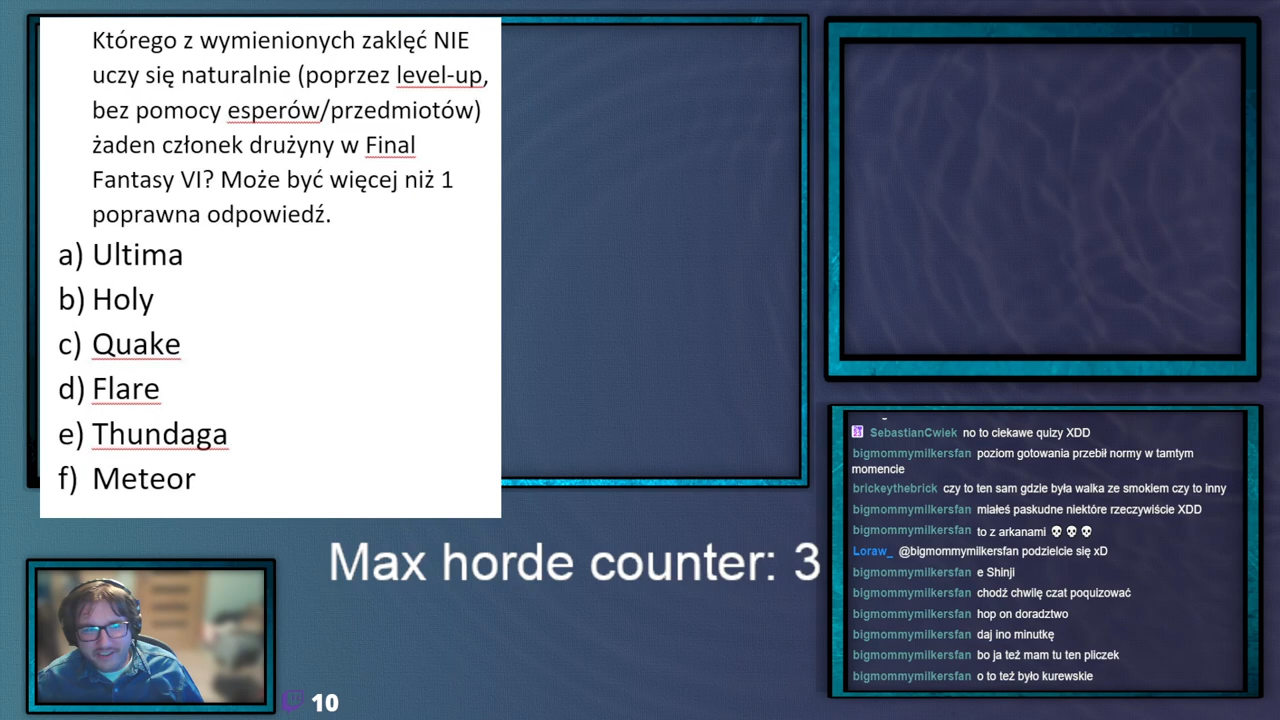 Którego z wymienionych zaklęć NIE
uczy się naturalnie (poprzez level-up,
bez pomocy esperów/przedmiotów)
żaden członek drużyny w Final
Fantasy VI? Może być więcej niż 1
poprawna odpowiedź.
a) Ultima
b) Holy
c) Quake
d) Flare
e) Thundaga
f) Meteor
Max horde counter: 3
10
SebastianCwiek no to ciekawe quizy XDD
bigmommymilkersfan poziom gotowania przebił normy w tamtym
momencie
brickeythebrick czy to ten sam gdzie była walka ze smokiem czy to inny
bigmommymilkersfan miałeś paskudne niektóre rzeczywiście XDD
bigmommymilkersfan to z arkanami 💀💀💀
Loraw_ @bigmommymilkersfan podzielcie się xD
bigmommymilkersfan e Shinji
bigmommymilkersfan chodź chwilę czat poquizować
bigmommymilkersfan hop on doradztwo
bigmommymilkersfan daj ino minutkę
bigmommymilkersfan bo ja też mam tu ten pliczek
bigmommymilkersfan o to też było kurewskie